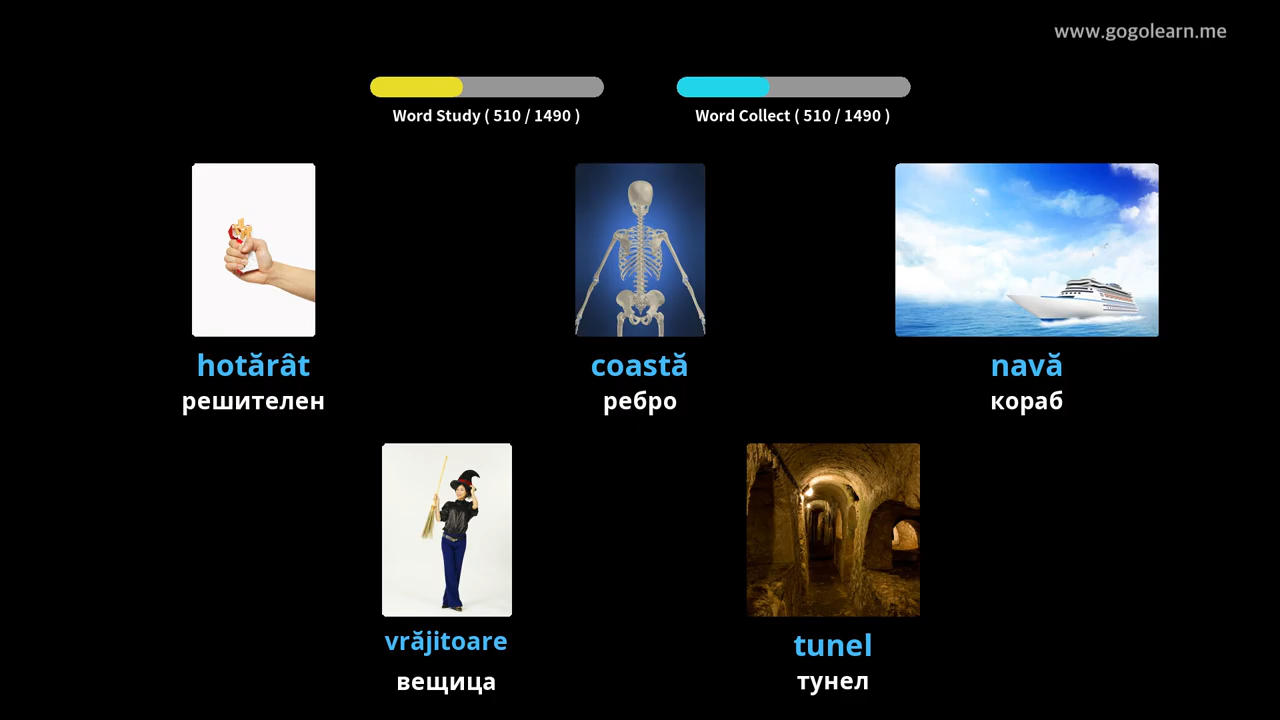 www.gogolearn.me
Word Study ( 510 / 1490 )
Word Collect ( 510 / 1490 )
hotărât
решителен
coastă
ребро
navă
кораб
vrăjitoare
вещица
tunel
тунел